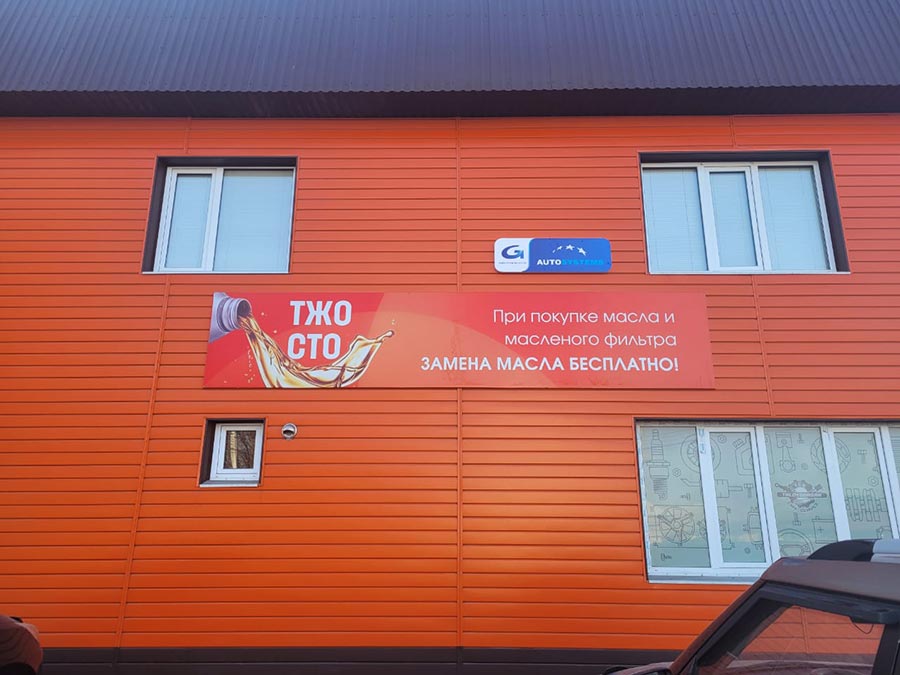 AUTOSYSTEMS
ТЖО
СТО
При покупке масла и
масленого фильтра
ЗАМЕНА МАСЛА БЕСПЛАТНО!